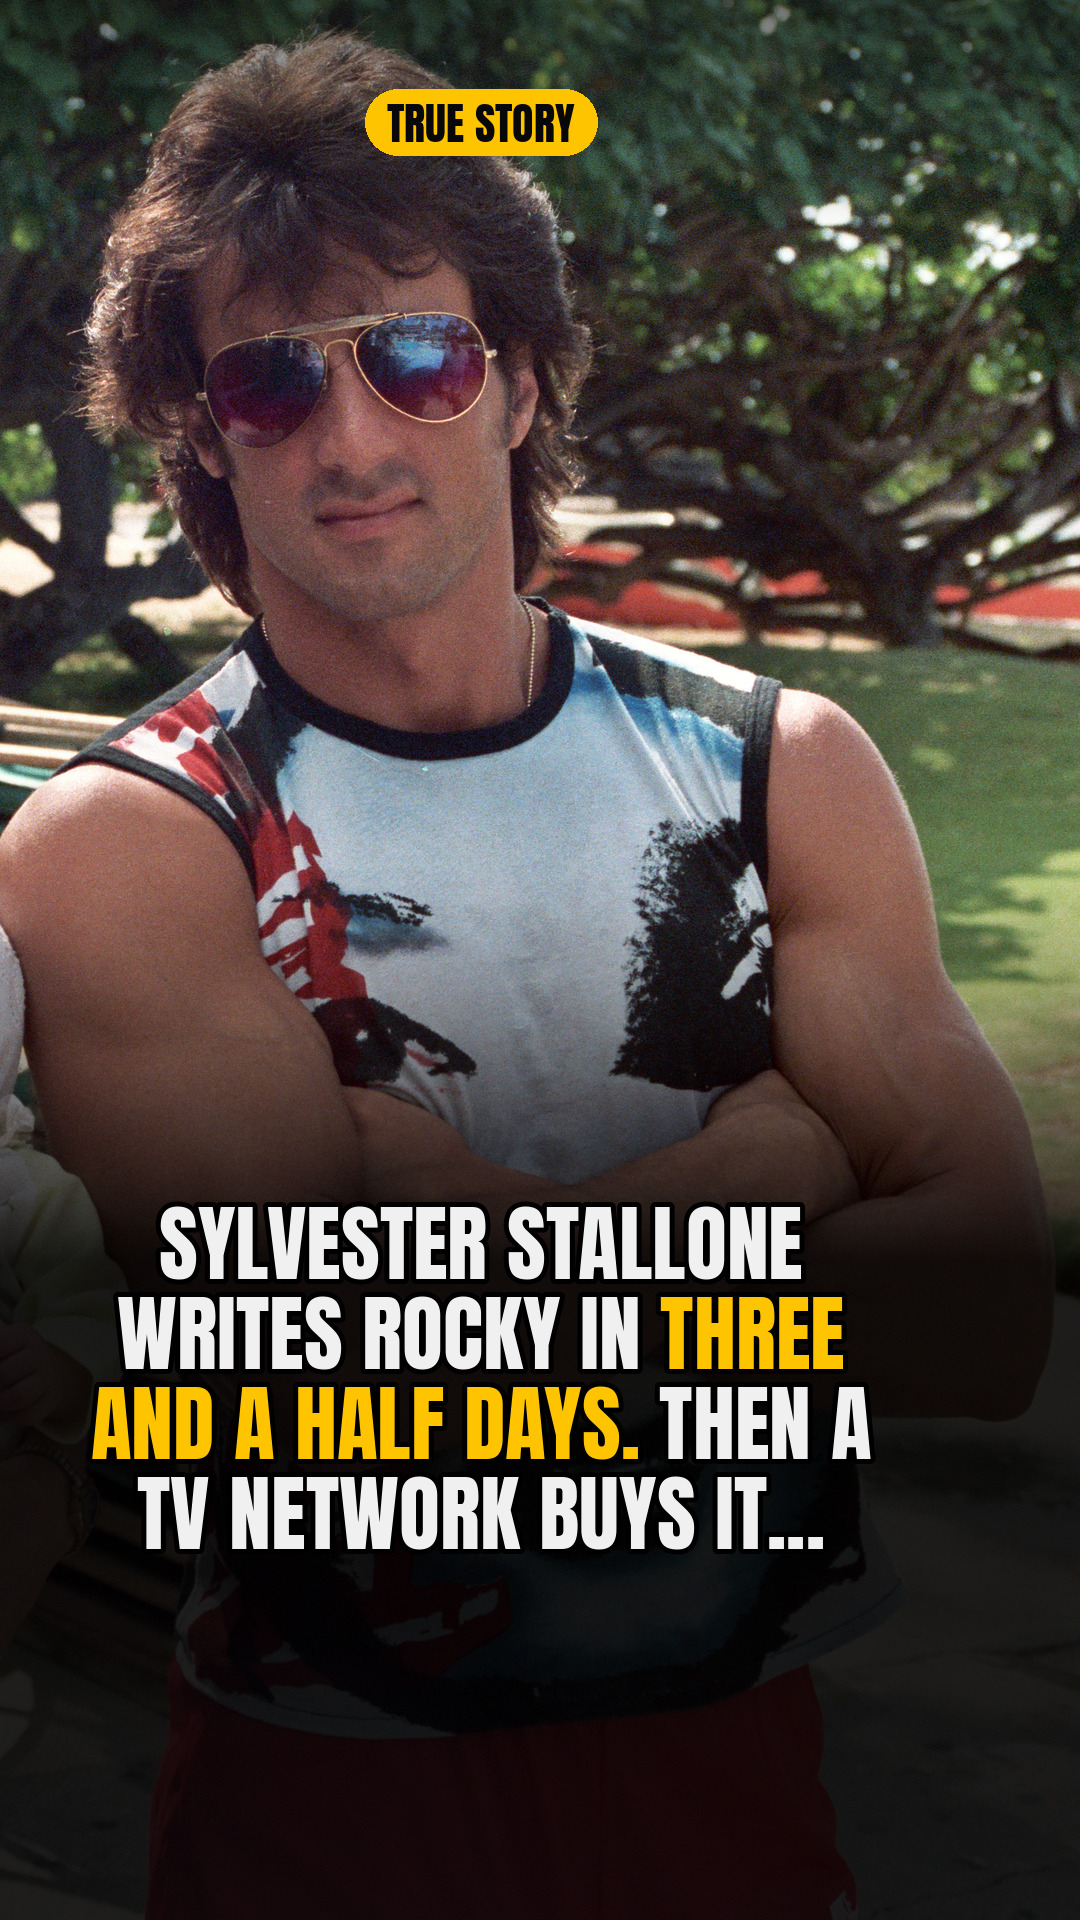 TRUE STORY
SYLVESTER STALLONE
WRITES ROCKY IN THREE
AND A HALF DAYS. THEN A
TV NETWORK BUYS IT...